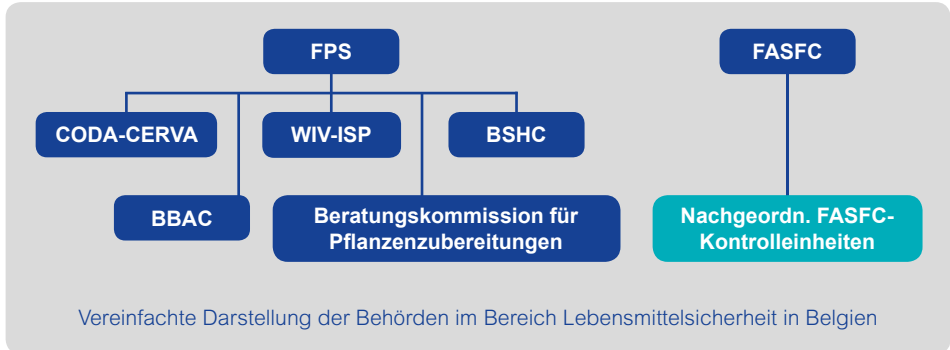 FPS
FASFC
CODA-CERVA
WIV-ISP
BSHC
BBAC
Beratungskommission für
Pflanzenzubereitungen
Nachgeordn. FASFC-
Kontrolleinheiten
Vereinfachte Darstellung der Behörden im Bereich Lebensmittelsicherheit in Belgien